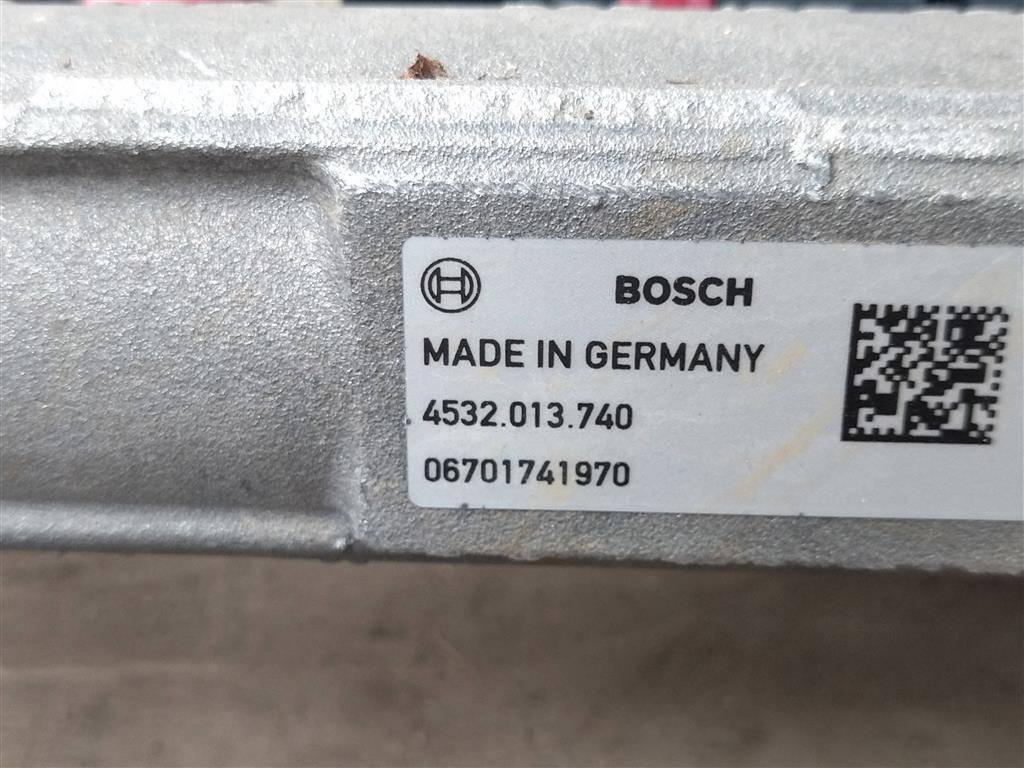 BOSCH
MADE IN GERMANY
4532.013.740
06701741970